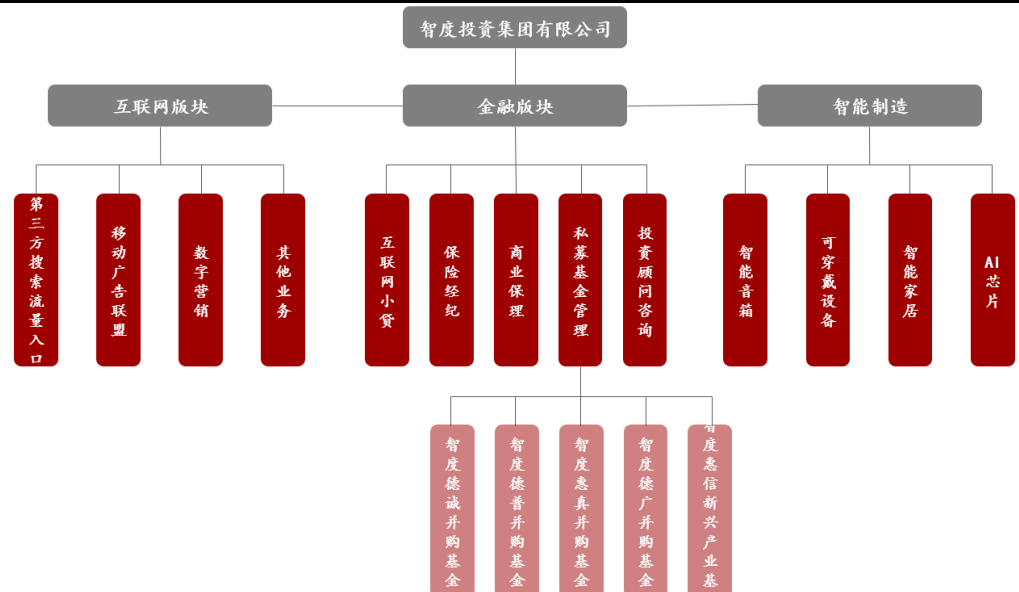 智度投资集团有限公司
互联网版块
金融版块
智能制造
第三方搜索流量入口
移动广告联盟
数字营销
其他业务
互联网小贷
保险经纪
商业保理
私募基金管理
投资顾问咨询
智能音箱
可穿戴设备
智能家居
AI芯片
智度德诚并购基金
智度德普并购基金
智度惠真并购基金
智度德广并购基金
智度惠信新兴产业基